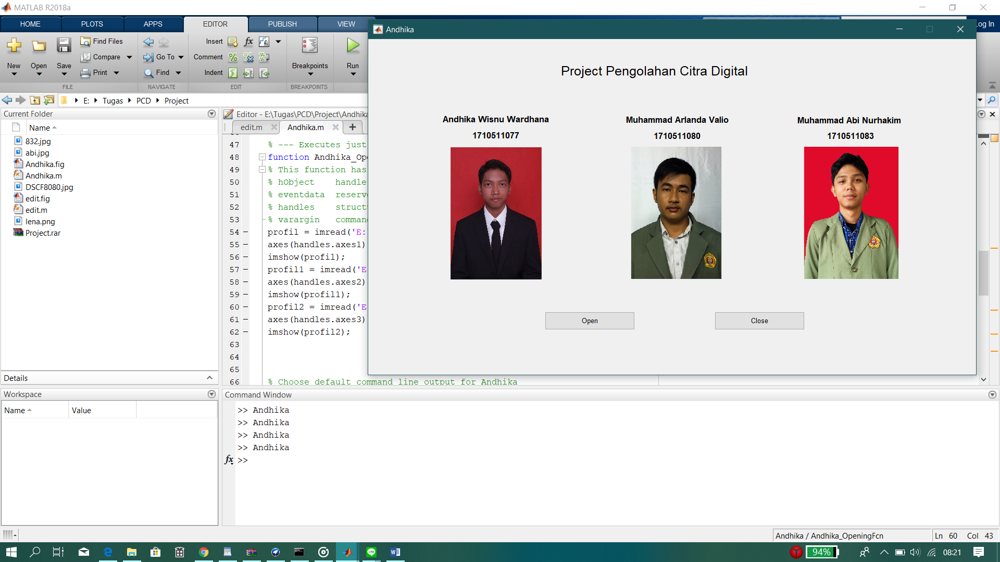 MATLAB R2018a
HOME
PLOTS
APPS
EDITOR
PUBLISH
VIEW
Log In
New
Open
Save
Find Files
Compare
Print
FILE
Go To
Find
NAVIGATE
Insert
Comment
Indent
EDIT
Breakpoints
BREAKPOINTS
Run
E:
Tugas
PCD
Project
Current Folder
Name
832.jpg
abi.jpg
Andhika.fig
Andhika.m
DSCF8080.jpg
edit.fig
edit.m
lena.png
Project.rar
Details
Workspace
Name
Value
Editor - E:\Tugas\PCD\Project\Andhika
edit.m
Andhika.m
47 % --- Executes just
48 function Andhika_Ope
49 % This function has
50 % hObject    handle
51 % eventdata  reserve
52 % handles    struct
53 % varargin   comman
54 profil = imread('E:
55 axes(handles.axes1)
56 imshow(profil);
57 profil1 = imread('E
58 axes(handles.axes2)
59 imshow(profil1);
60 profil2 = imread('E
61 axes(handles.axes3)
62 imshow(profil2);
63
64
65
66 % Choose default command line output for Andhika
Andhika
Project Pengolahan Citra Digital
Andhika Wisnu Wardhana
1710511077
Muhammad Arlanda Valio
1710511080
Muhammad Abi Nurhakim
1710511083
Open
Close
Command Window
>> Andhika
>> Andhika
>> Andhika
>> Andhika
fx >>
Andhika / Andhika_OpeningFcn
Ln 60 Col 43
94%
08:21